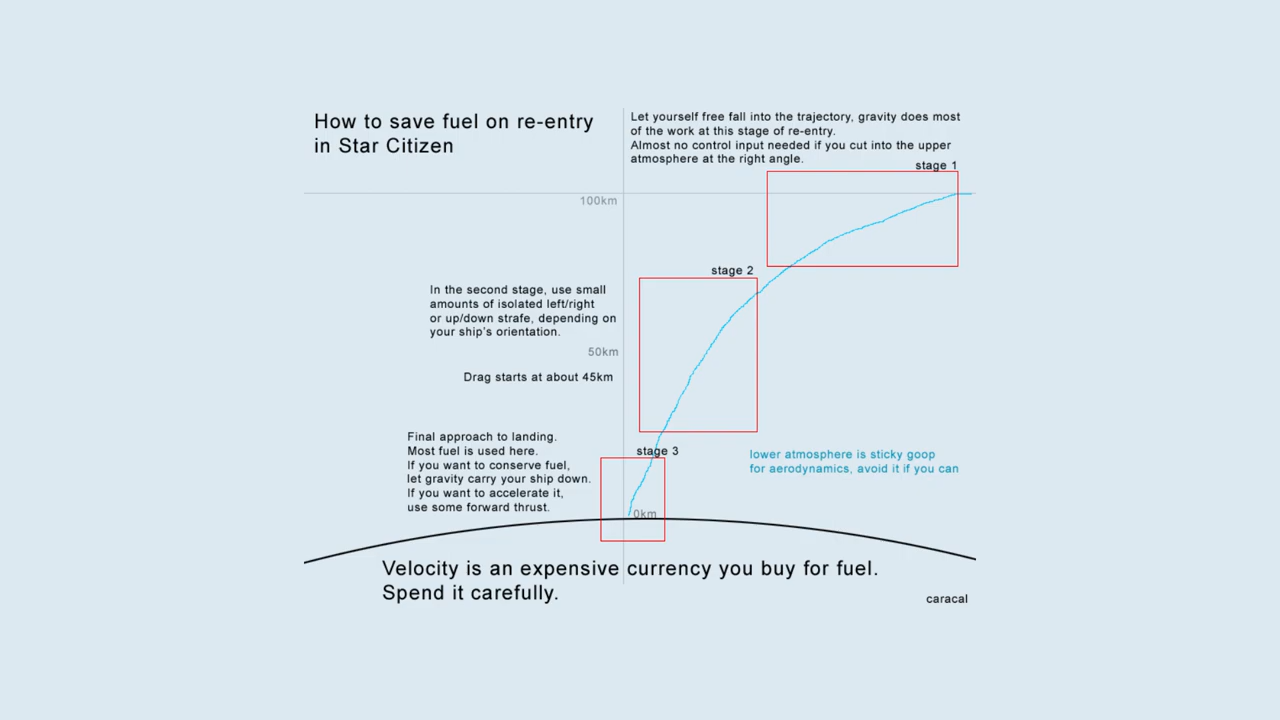 How to save fuel on re-entry
in Star Citizen
Let yourself free fall into the trajectory, gravity does most
of the work at this stage of re-entry.
Almost no control input needed if you cut into the upper
atmosphere at the right angle.
stage 1
100km
stage 2
In the second stage, use small
amounts of isolated left/right
or up/down strafe, depending on
your ship's orientation.
50km
Drag starts at about 45km
Final approach to landing.
Most fuel is used here.
If you want to conserve fuel,
let gravity carry your ship down.
If you want to accelerate it,
use some forward thrust.
stage 3
lower atmosphere is sticky goop
for aerodynamics, avoid it if you can
0km
Velocity is an expensive currency you buy for fuel.
Spend it carefully.
caracal